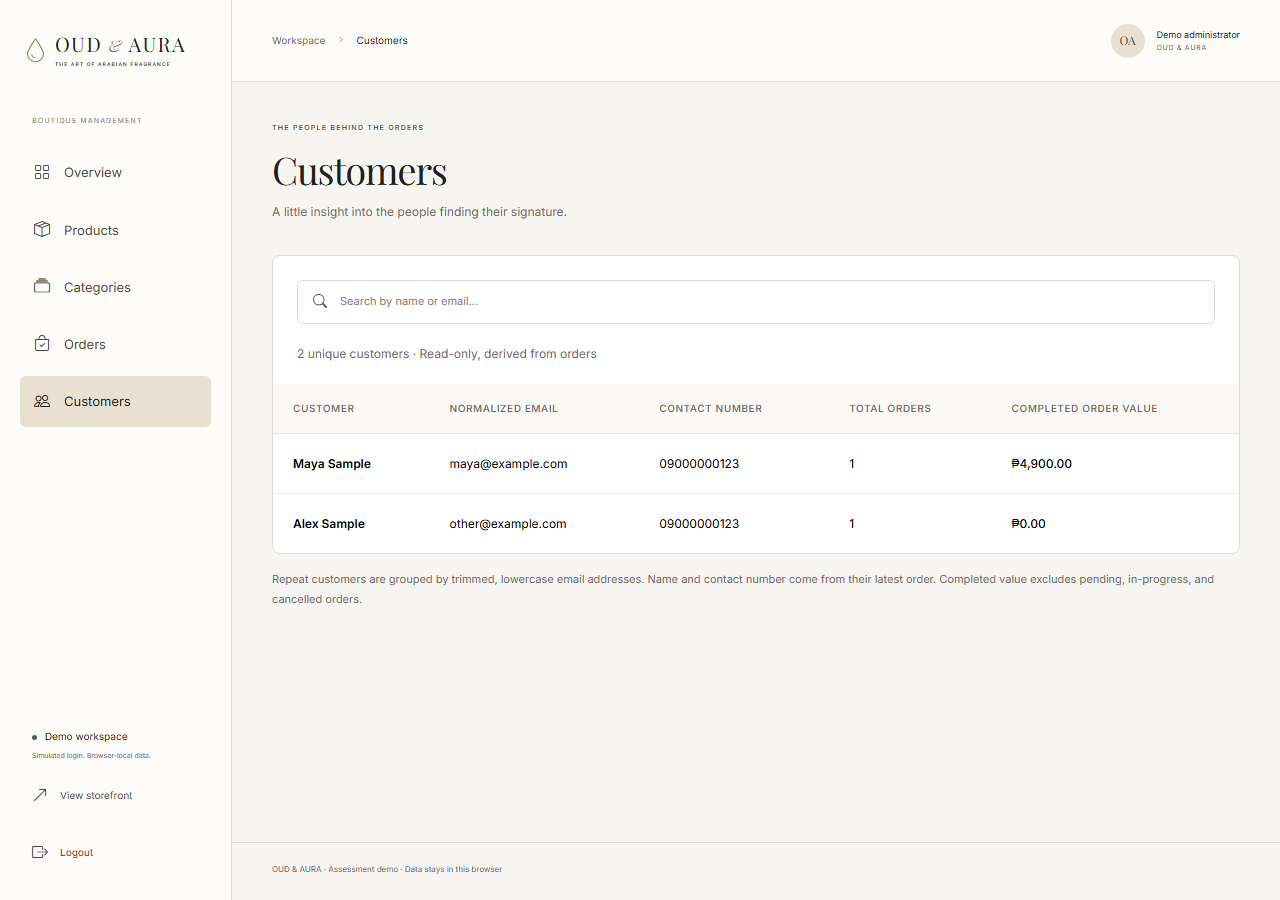 OUD & AURA
THE ART OF ARABIAN FRAGRANCE
BOUTIQUE MANAGEMENT
Overview
Products
Categories
Orders
Customers
Demo workspace
Simulated login. Browser-local data.
View storefront
Logout
Workspace > Customers
OA
Demo administrator
OUD & AURA
THE PEOPLE BEHIND THE ORDERS
Customers
A little insight into the people finding their signature.
Search by name or email...
2 unique customers · Read-only, derived from orders
CUSTOMER NORMALIZED EMAIL CONTACT NUMBER TOTAL ORDERS COMPLETED ORDER VALUE
Maya Sample maya@example.com 09000000123 1 ₱4,900.00
Alex Sample other@example.com 09000000123 1 ₱0.00
Repeat customers are grouped by trimmed, lowercase email addresses. Name and contact number come from their latest order. Completed value excludes pending, in-progress, and
cancelled orders.
OUD & AURA · Assessment demo · Data stays in this browser